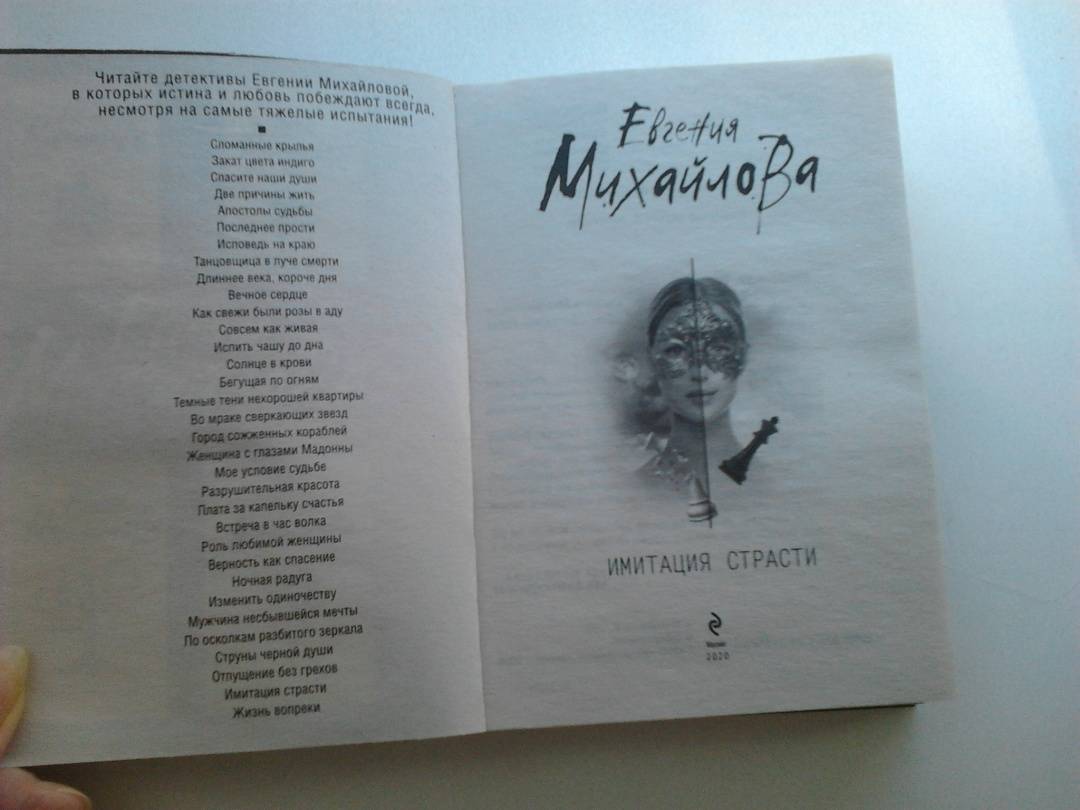 Читайте детективы Евгении Михайловой,
в которых истина и любовь побеждают всегда,
несмотря на самые тяжелые испытания!
Сломанные крылья
Закат цвета индиго
Спасите наши души
Две причины жить
Апостолы судьбы
Последнее прости
Исповедь на краю
Танцовщица в луче смерти
Длиннее века, короче дня
Вечное сердце
Как свежи были розы в аду
Совсем как живая
Испить чашу до дна
Солнце в крови
Бегущая по огням
Темные тени нехорошей квартиры
Во мраке сверкающих звезд
Город сожженных кораблей
Женщина с глазами Мадонны
Мое условие судьбе
Разрушительная красота
Плата за капельку счастья
Встреча в час волка
Роль любимой женщины
Верность как спасение
Ночная радуга
Изменить одиночеству
Мужчина несбывшейся мечты
По осколкам разбитого зеркала
Струны черной души
Отпущение без грехов
Имитация страсти
Жизнь вопреки
Евгения
Михайлова
ИМИТАЦИЯ СТРАСТИ
Москва
2020